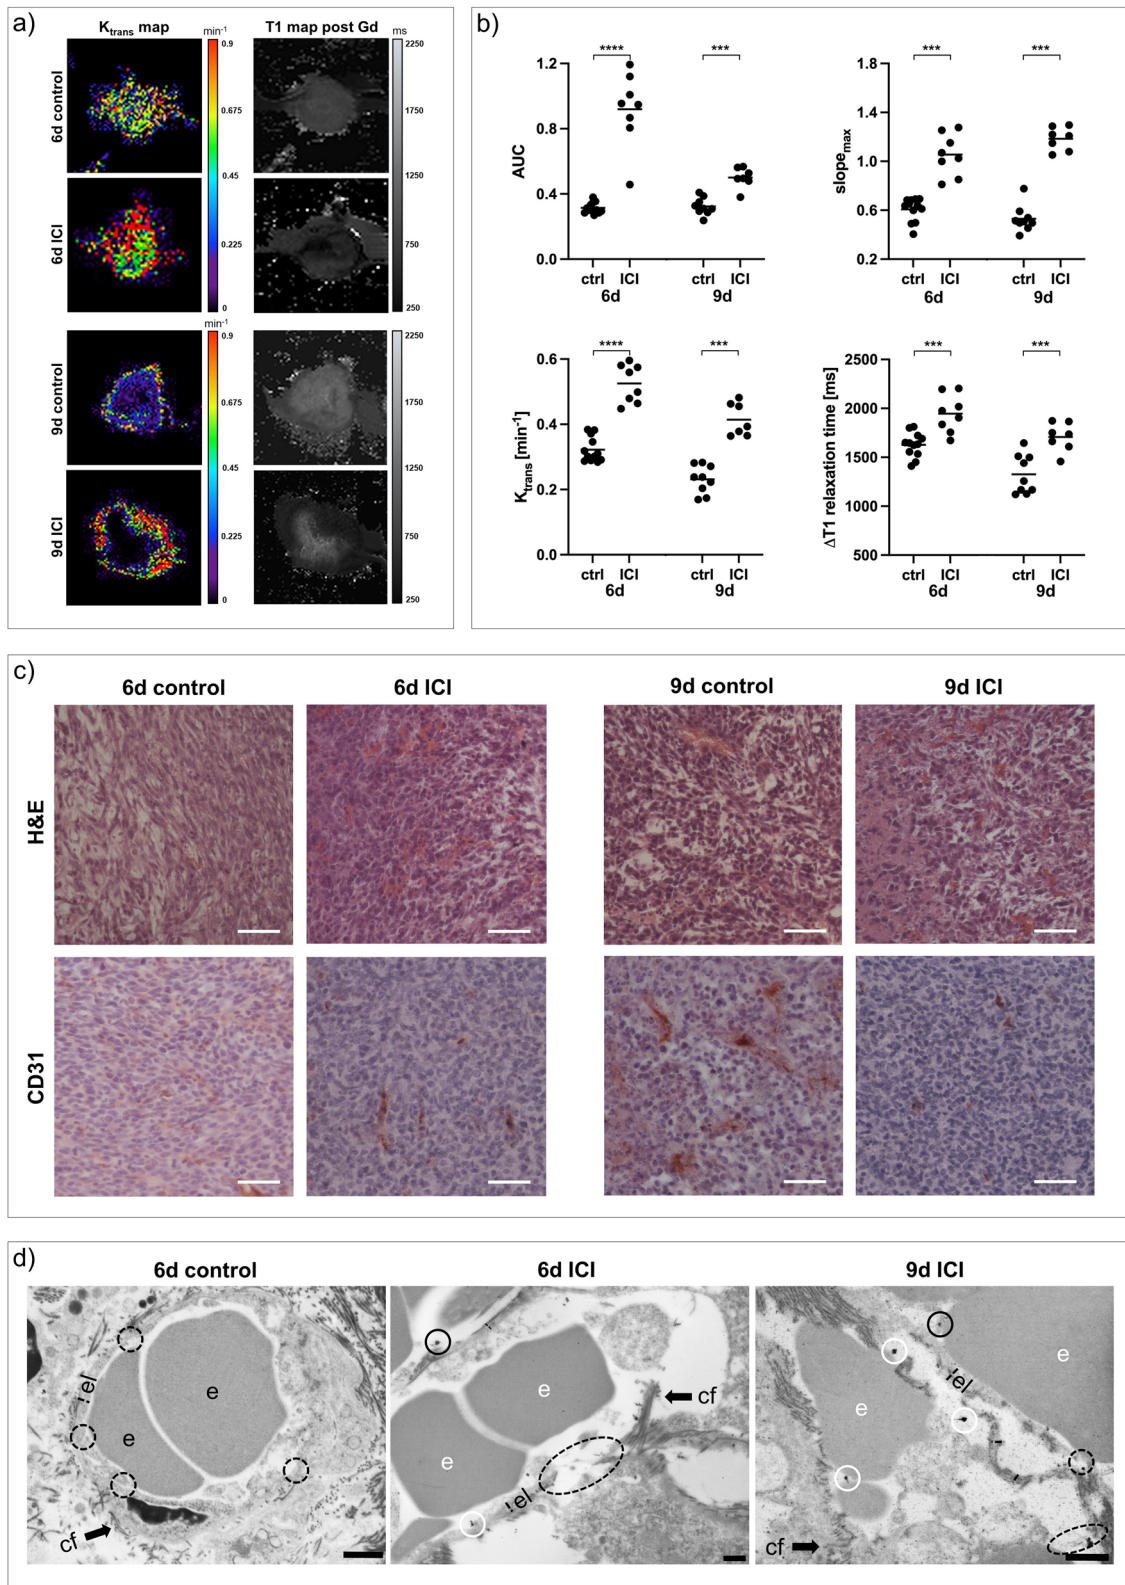 a)
K_trans map
T1 map post Gd
min⁻¹
ms
6d control
0.9
0.675
0.45
0.225
0
2250
1750
1250
750
250
6d ICI
min⁻¹
9d control
0.9
0.675
0.45
0.225
0
2250
1750
1250
750
250
9d ICI
b)
AUC
1.2
0.8
0.4
0.0
****
***
ctrl ICI ctrl ICI
6d 9d
slope_max
1.8
1.4
1.0
0.6
0.2
***
***
ctrl ICI ctrl ICI
6d 9d
K_trans [min⁻¹]
0.6
0.4
0.2
0.0
****
***
ctrl ICI ctrl ICI
6d 9d
ΔT1 relaxation time [ms]
2500
2000
1500
1000
500
***
***
ctrl ICI ctrl ICI
6d 9d
c)
6d control
6d ICI
9d control
9d ICI
H&E
CD31
d)
6d control
6d ICI
9d ICI
el
e
e
cf
e
e
el
cf
e
e
el
cf